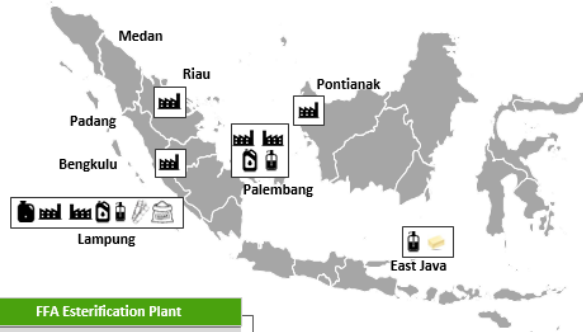 Medan
Riau
Pontianak
Padang
Bengkulu
Palembang
Lampung
East Java
FFA Esterification Plant